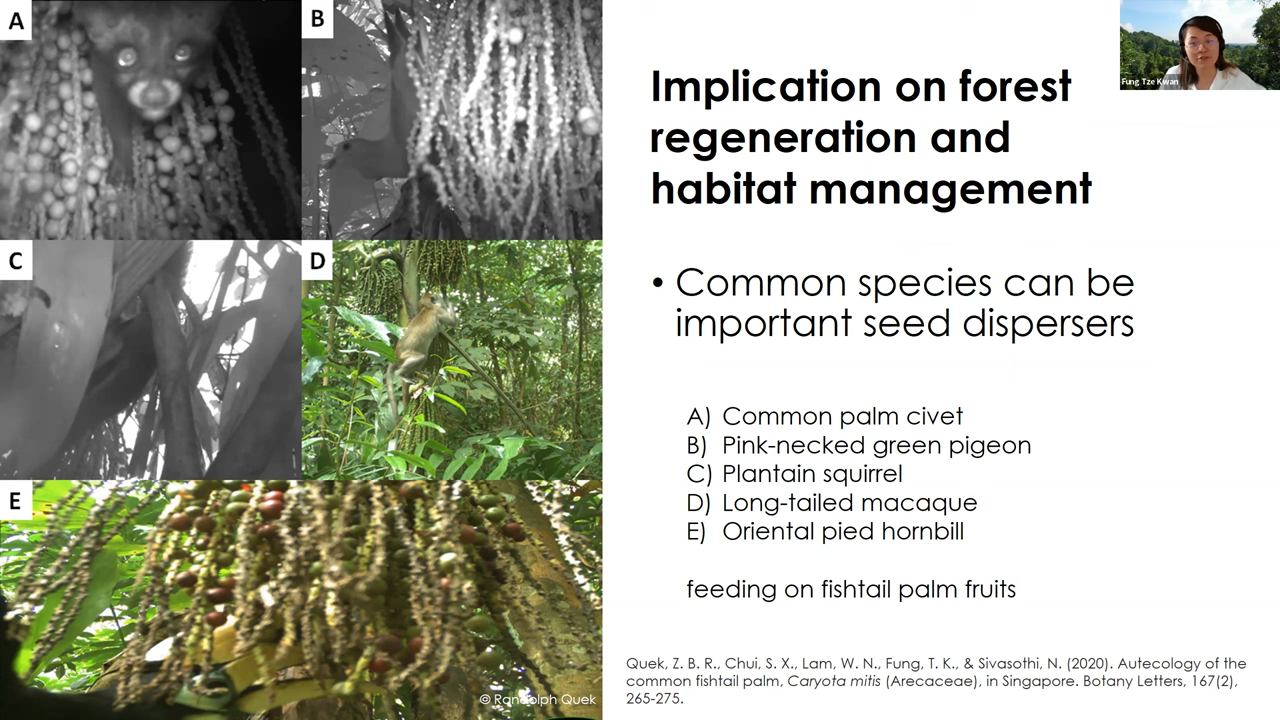 A
B
C
D
E
© Randolph Quek
Implication on forest
regeneration and
habitat management
• Common species can be
important seed dispersers
A) Common palm civet
B) Pink-necked green pigeon
C) Plantain squirrel
D) Long-tailed macaque
E) Oriental pied hornbill
feeding on fishtail palm fruits
Quek, Z. B. R., Chui, S. X., Lam, W. N., Fung, T. K., & Sivasothi, N. (2020). Autecology of the
common fishtail palm, Caryota mitis (Arecaceae), in Singapore. Botany Letters, 167(2),
265-275.
Fung Tze Kwan